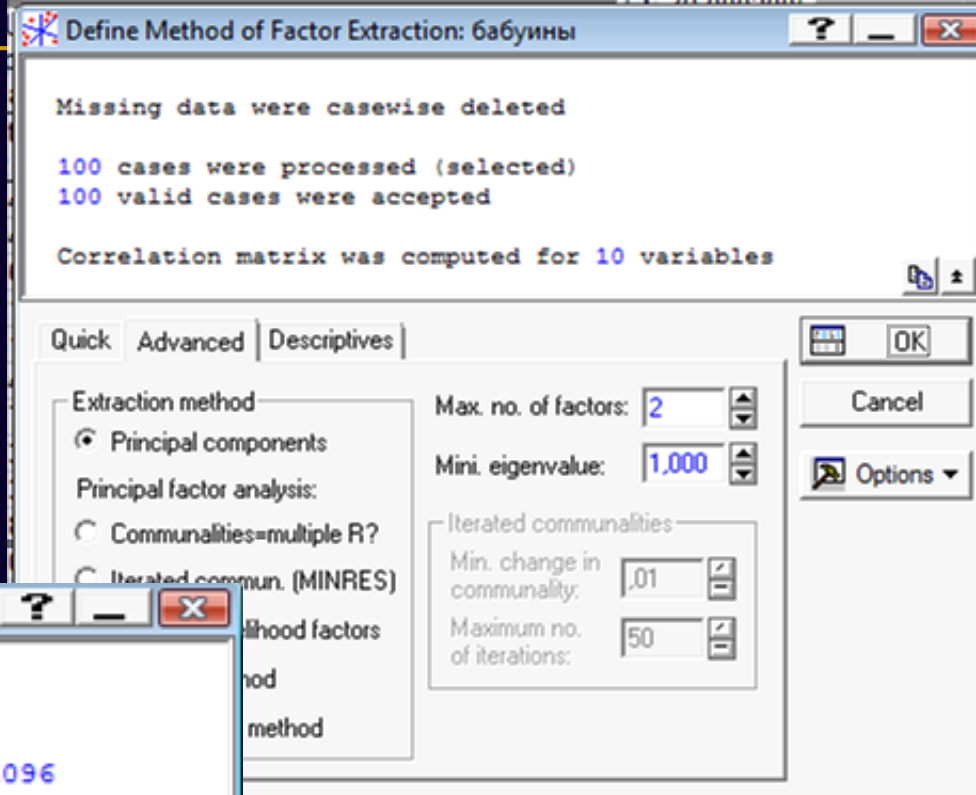 Define Method of Factor Extraction: бабуины
Missing data were casewise deleted
100 cases were processed (selected)
100 valid cases were accepted
Correlation matrix was computed for 10 variables
Quick Advanced Descriptives
OK
Cancel
Options
Extraction method
Principal components
Principal factor analysis:
Communalities=multiple R?
Iterated commun. (MINRES)
lihood factors
nod
method
Max. no. of factors: 2
Mini. eigenvalue: 1,000
Iterated communalities
Min. change in
communality: ,01
Maximum no.
of iterations: 50
096